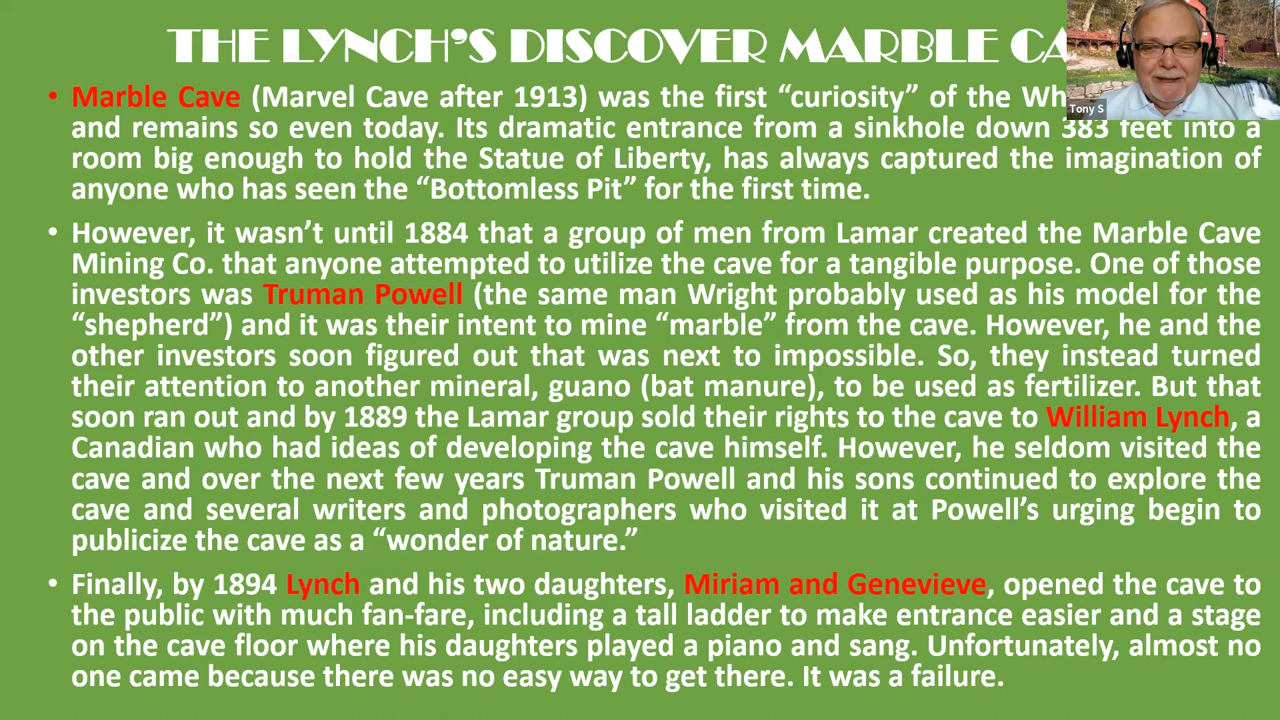 THE LYNCH'S DISCOVER MARBLE CA
Tony S
• Marble Cave (Marvel Cave after 1913) was the first “curiosity” of the Wh
and remains so even today. Its dramatic entrance from a sinkhole down 383 feet into a
room big enough to hold the Statue of Liberty, has always captured the imagination of
anyone who has seen the “Bottomless Pit” for the first time.
• However, it wasn’t until 1884 that a group of men from Lamar created the Marble Cave
Mining Co. that anyone attempted to utilize the cave for a tangible purpose. One of those
investors was Truman Powell (the same man Wright probably used as his model for the
“shepherd”) and it was their intent to mine “marble” from the cave. However, he and the
other investors soon figured out that was next to impossible. So, they instead turned
their attention to another mineral, guano (bat manure), to be used as fertilizer. But that
soon ran out and by 1889 the Lamar group sold their rights to the cave to William Lynch, a
Canadian who had ideas of developing the cave himself. However, he seldom visited the
cave and over the next few years Truman Powell and his sons continued to explore the
cave and several writers and photographers who visited it at Powell’s urging begin to
publicize the cave as a “wonder of nature.”
• Finally, by 1894 Lynch and his two daughters, Miriam and Genevieve, opened the cave to
the public with much fan-fare, including a tall ladder to make entrance easier and a stage
on the cave floor where his daughters played a piano and sang. Unfortunately, almost no
one came because there was no easy way to get there. It was a failure.